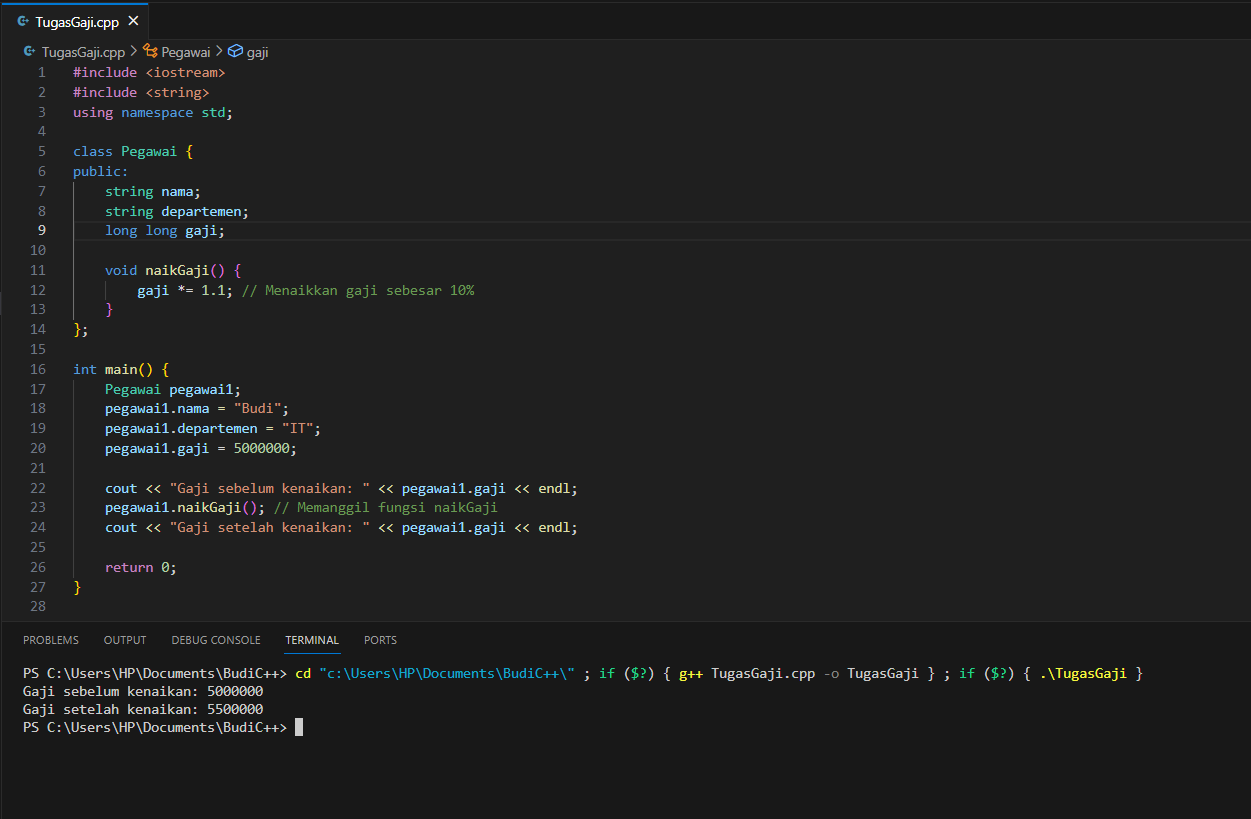 TugasGaji.cpp
TugasGaji.cpp > Pegawai > gaji
1 #include <iostream>
2 #include <string>
3 using namespace std;
4
5 class Pegawai {
6 public:
7 string nama;
8 string departemen;
9 long long gaji;
10
11 void naikGaji() {
12 gaji *= 1.1; // Menaikkan gaji sebesar 10%
13 }
14 };
15
16 int main() {
17 Pegawai pegawai1;
18 pegawai1.nama = "Budi";
19 pegawai1.departemen = "IT";
20 pegawai1.gaji = 5000000;
21
22 cout << "Gaji sebelum kenaikan: " << pegawai1.gaji << endl;
23 pegawai1.naikGaji(); // Memanggil fungsi naikGaji
24 cout << "Gaji setelah kenaikan: " << pegawai1.gaji << endl;
25
26 return 0;
27 }
28
PROBLEMS OUTPUT DEBUG CONSOLE TERMINAL PORTS
PS C:\Users\HP\Documents\BudiC++> cd "c:\Users\HP\Documents\BudiC++\" ; if ($?) { g++ TugasGaji.cpp -o TugasGaji } ; if ($?) { .\TugasGaji }
Gaji sebelum kenaikan: 5000000
Gaji setelah kenaikan: 5500000
PS C:\Users\HP\Documents\BudiC++>